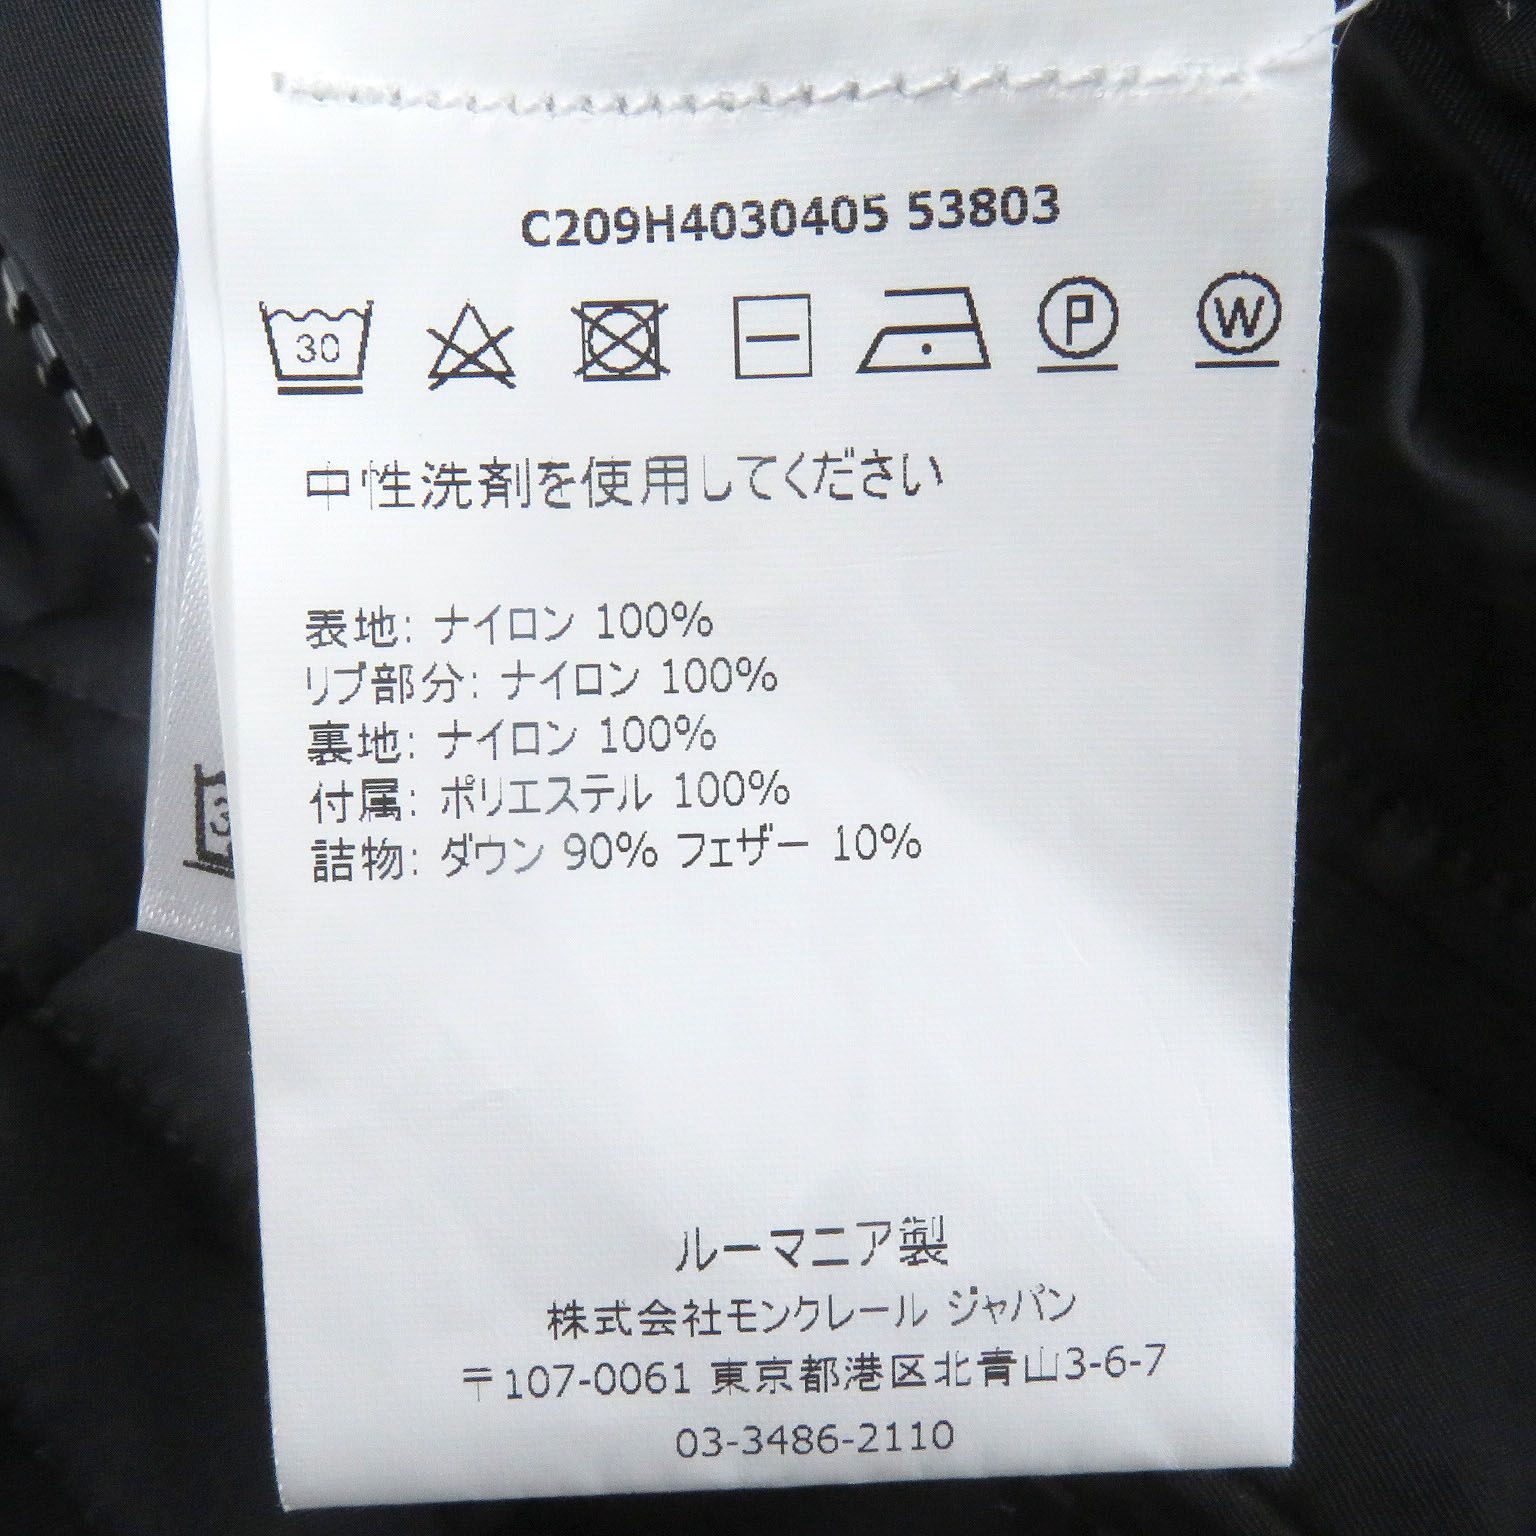 C209H4030405 53803
30 P W
中性洗剤を使用してください
表地: ナイロン 100%
リブ部分: ナイロン 100%
裏地: ナイロン 100%
付属: ポリエステル 100%
詰物: ダウン 90% フェザー 10%
ルーマニア製
株式会社モンクレール ジャパン
〒107-0061 東京都港区北青山3-6-7
03-3486-2110